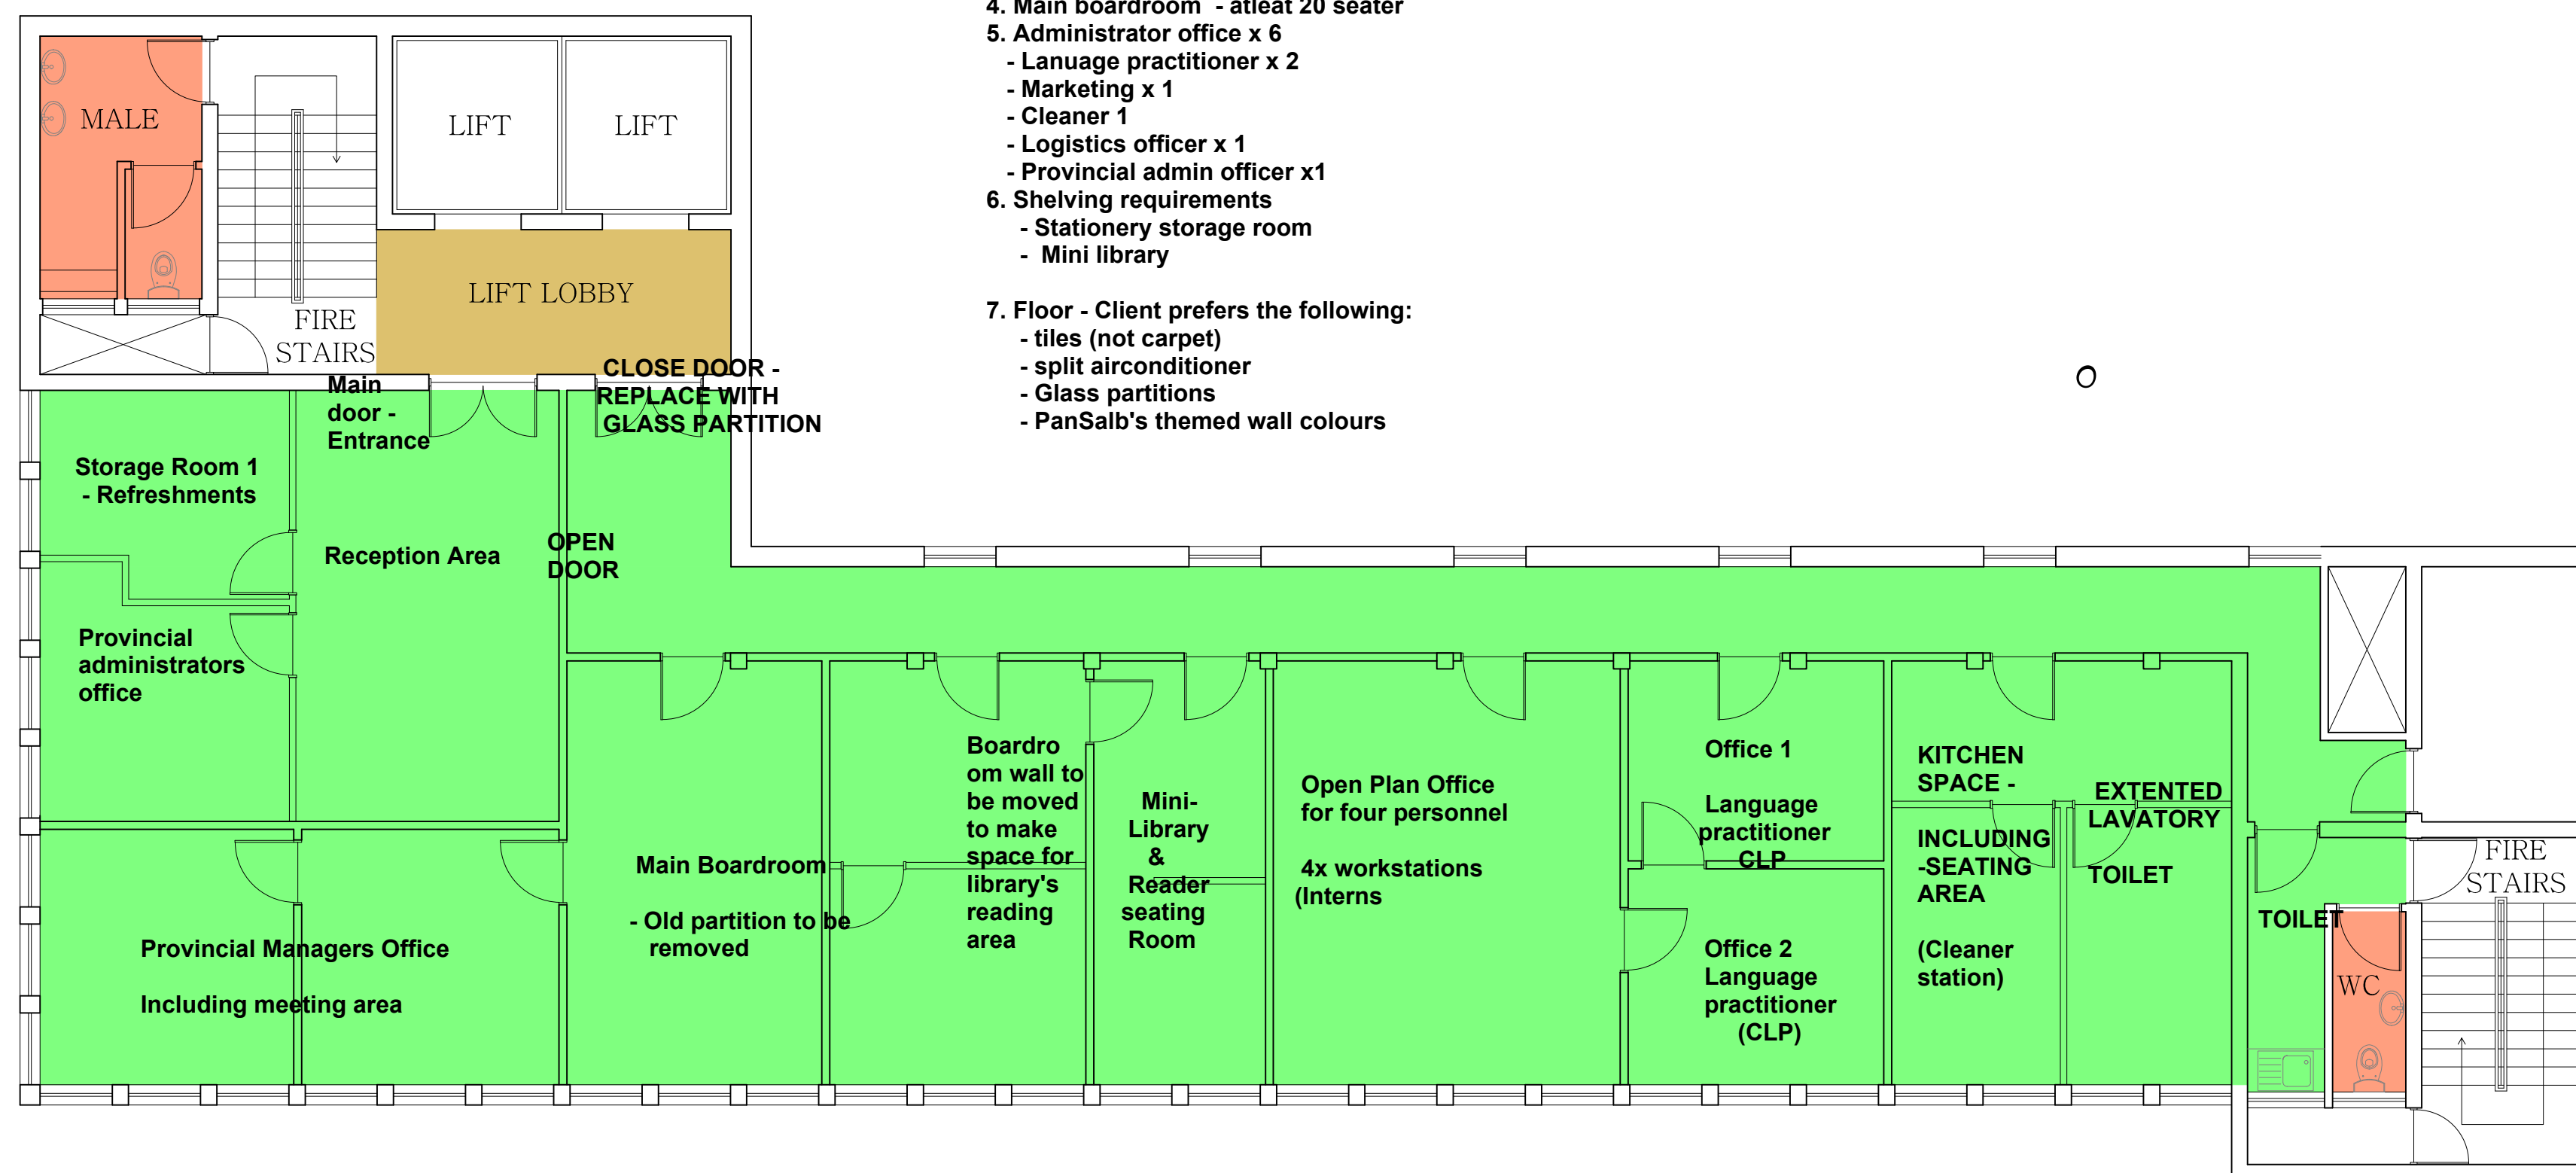 4. Main boardroom - atleat 20 seater
5. Administrator office x 6
- Lanuage practitioner x 2
- Marketing x 1
- Cleaner 1
- Logistics officer x 1
- Provincial admin officer x1
6. Shelving requirements
- Stationery storage room
- Mini library
7. Floor - Client prefers the following:
- tiles (not carpet)
- split airconditioner
- Glass partitions
- PanSalb's themed wall colours
MALE
LIFT
LIFT
LIFT LOBBY
FIRE
STAIRS
Main
door -
Entrance
CLOSE DOOR -
REPLACE WITH
GLASS PARTITION
Storage Room 1
- Refreshments
Reception Area
OPEN
DOOR
Provincial
administrators
office
Provincial Managers Office
Including meeting area
Main Boardroom
- Old partition to be
removed
Boardro
om wall to
be moved
to make
space for
library's
reading
area
Mini-
Library
&
Reader
seating
Room
Open Plan Office
for four personnel
4x workstations
(Interns
Office 1
Language
practitioner
CLP
Office 2
Language
practitioner
(CLP)
KITCHEN
SPACE -
INCLUDING
-SEATING
AREA
(Cleaner
station)
EXTENTED
LAVATORY
TOILET
TOILET
WC
FIRE
STAIRS